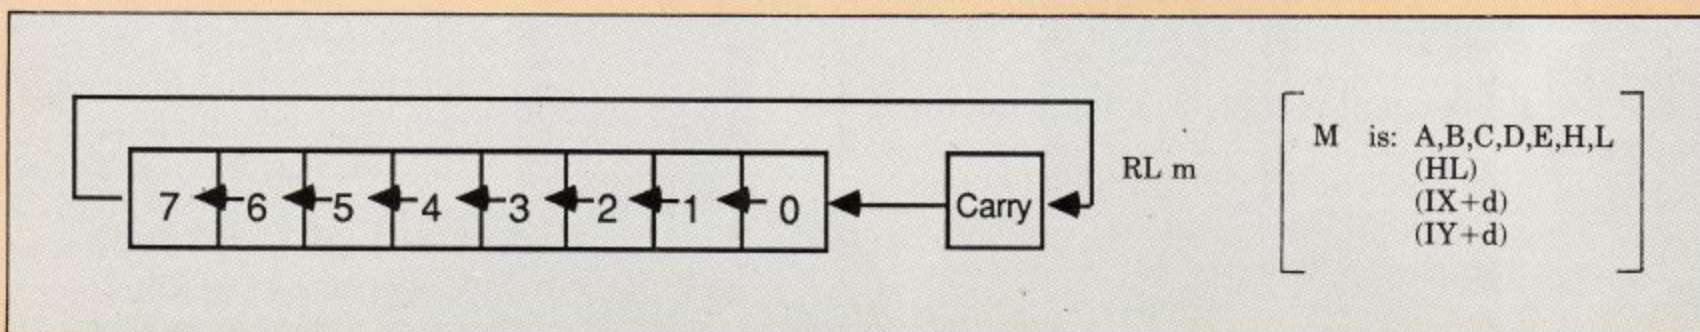 7 6 5 4 3 2 1 0 Carry
RL m
M is: A,B,C,D,E,H,L
(HL)
(IX+d)
(IY+d)